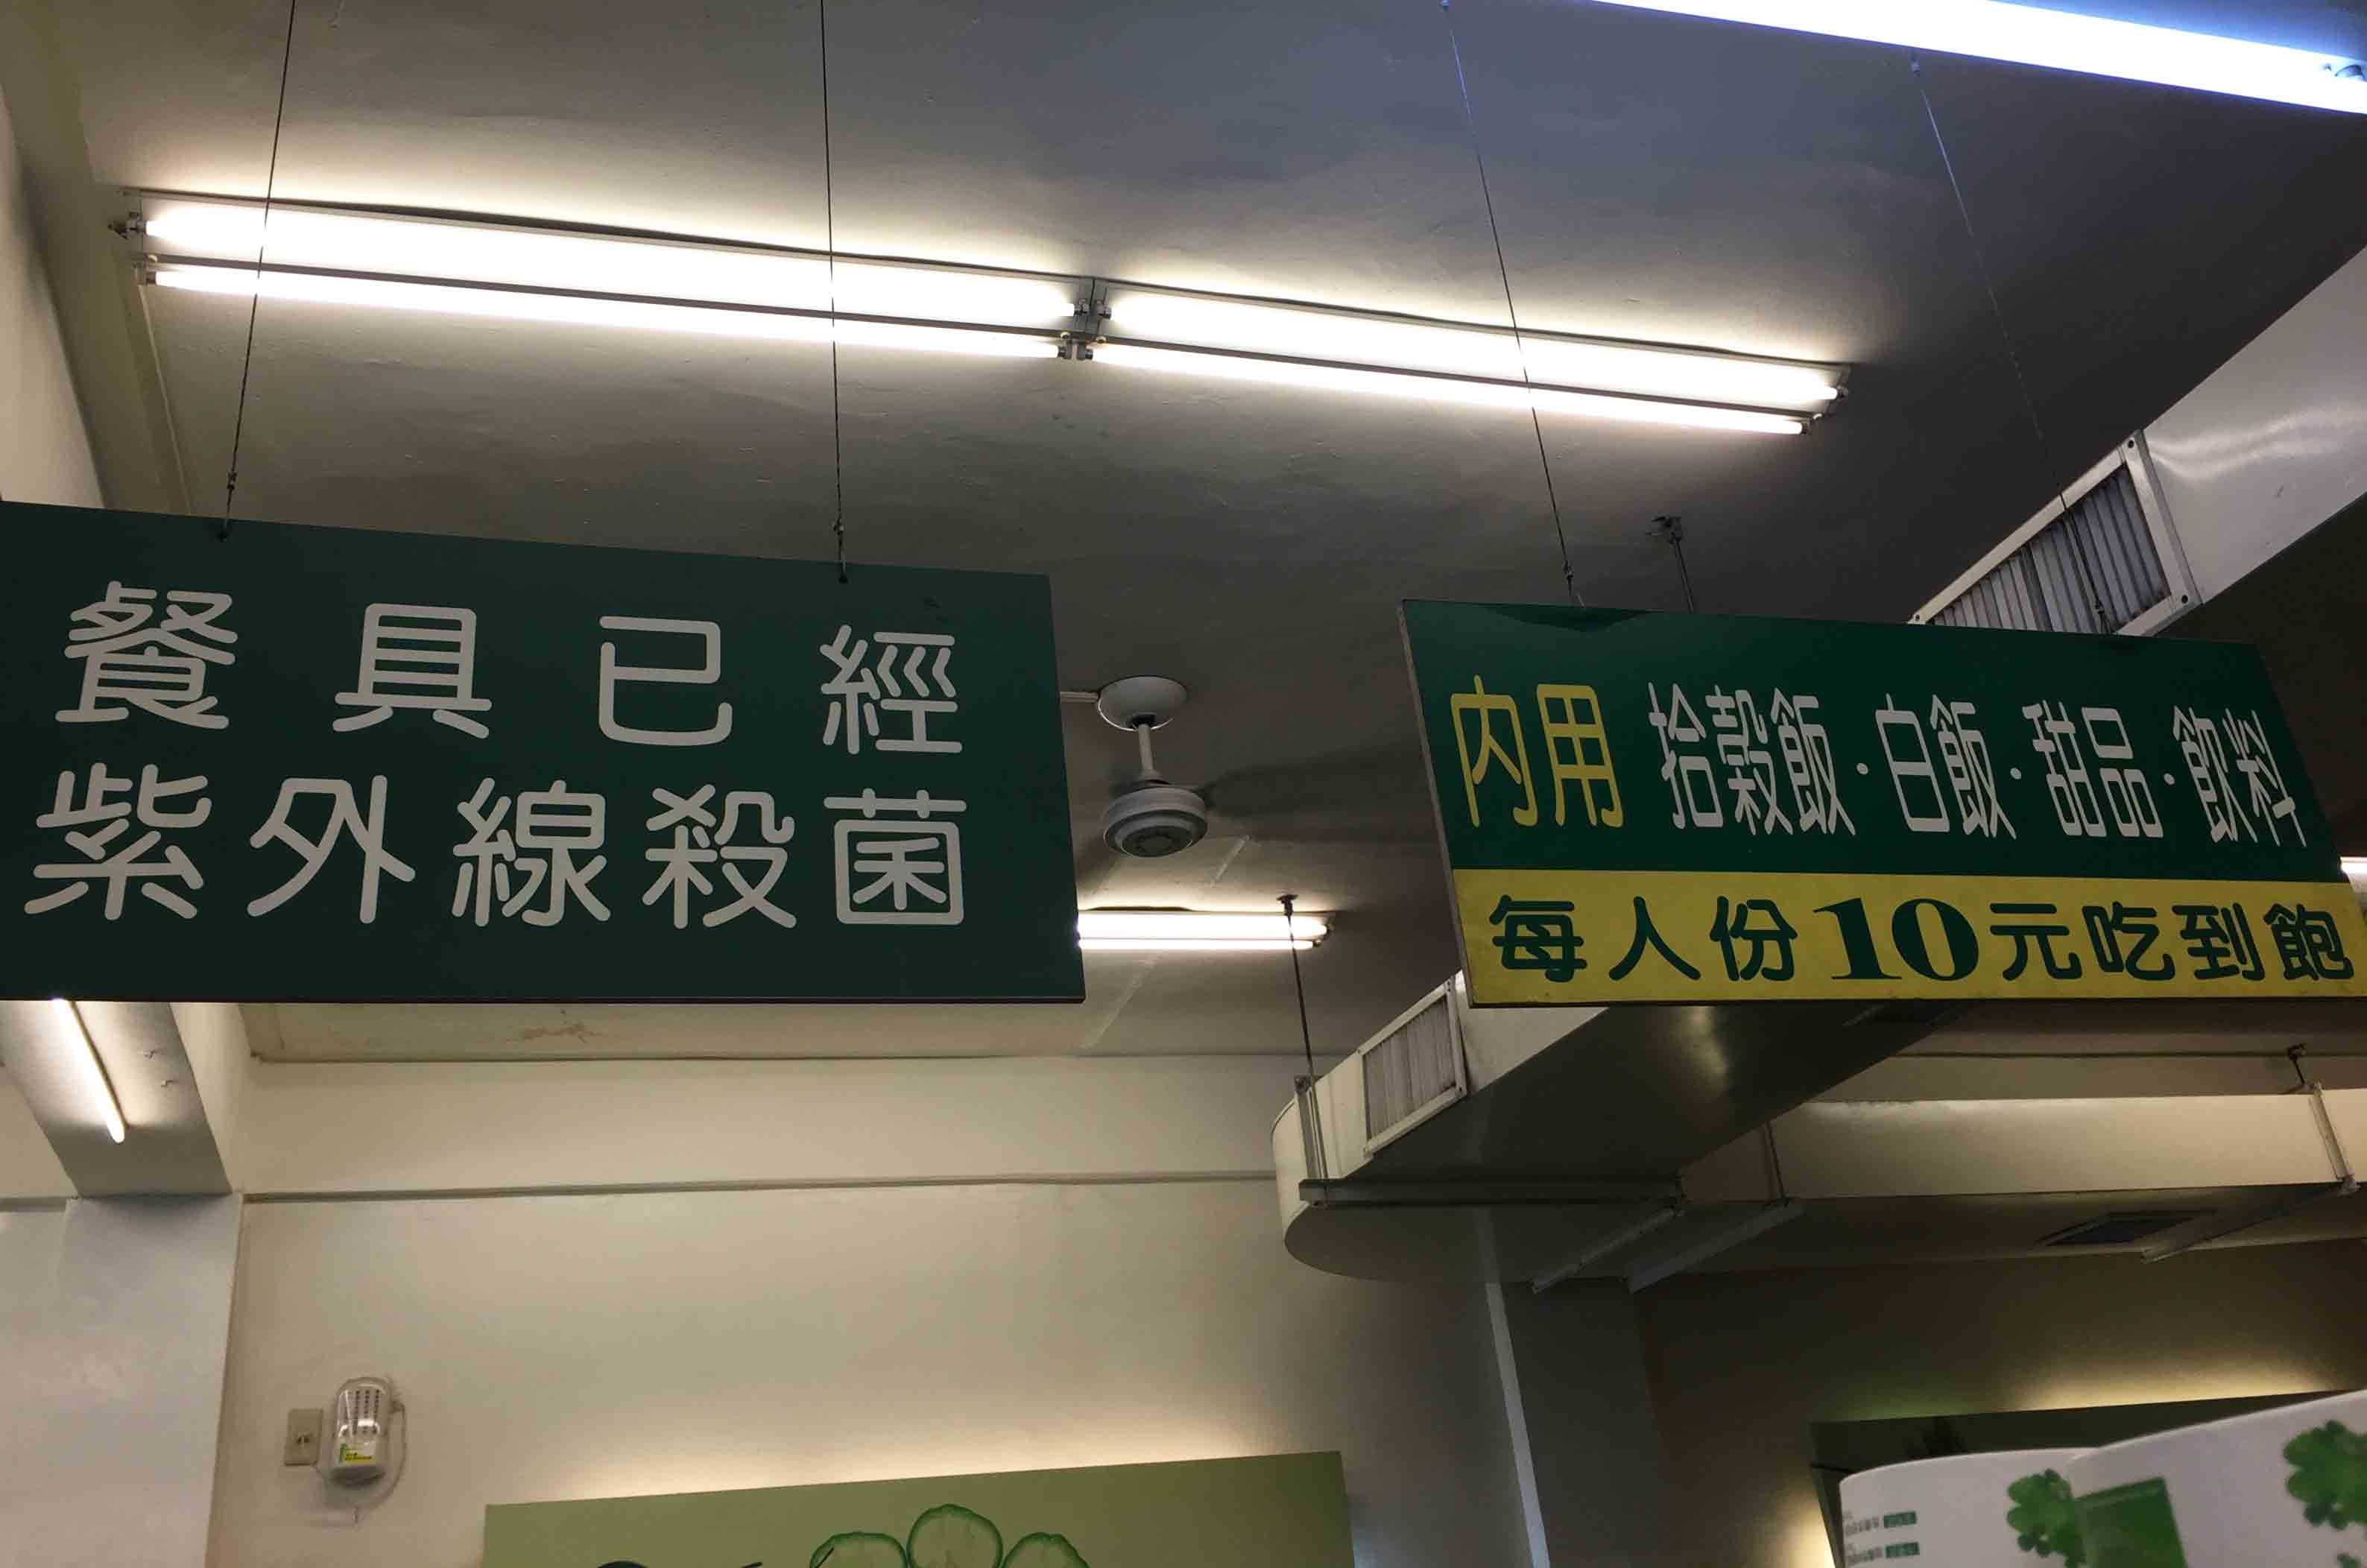 餐具已經
紫外線殺菌
內用 拾穀飯·白飯·甜品·飲料
每人份10元吃到飽